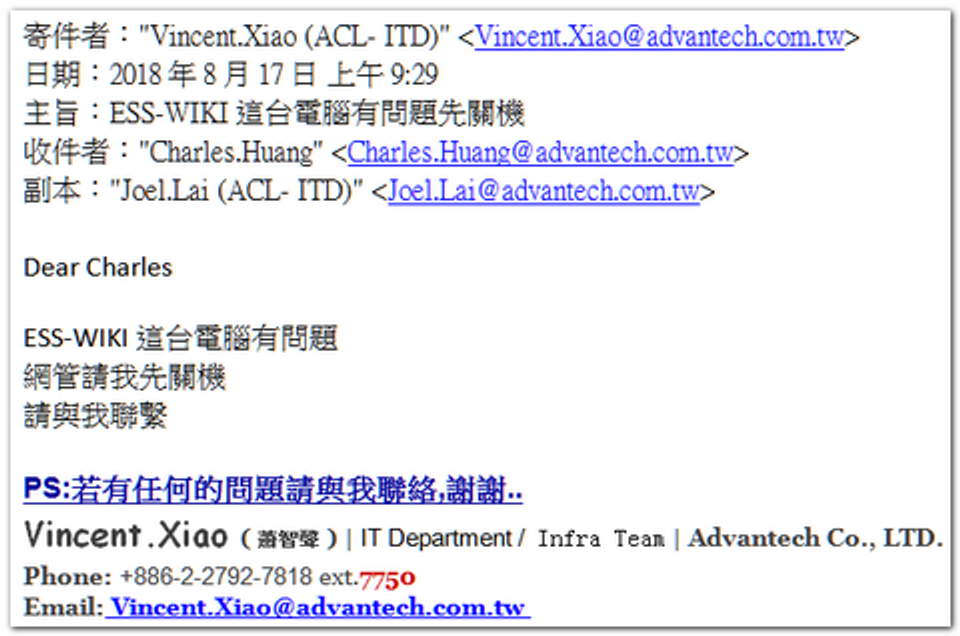 寄件者："Vincent.Xiao (ACL- ITD)" <Vincent.Xiao@advantech.com.tw>
日期：2018 年 8 月 17 日 上午 9:29
主旨：ESS-WIKI 這台電腦有問題先關機
收件者："Charles.Huang" <Charles.Huang@advantech.com.tw>
副本："Joel.Lai (ACL- ITD)" <Joel.Lai@advantech.com.tw>
Dear Charles
ESS-WIKI 這台電腦有問題
網管請我先關機
請與我聯繫
PS:若有任何的問題請與我聯絡,謝謝..
Vincent.Xiao（蕭智聲）| IT Department / Infra Team | Advantech Co., LTD.
Phone: +886-2-2792-7818 ext.7750
Email: Vincent.Xiao@advantech.com.tw